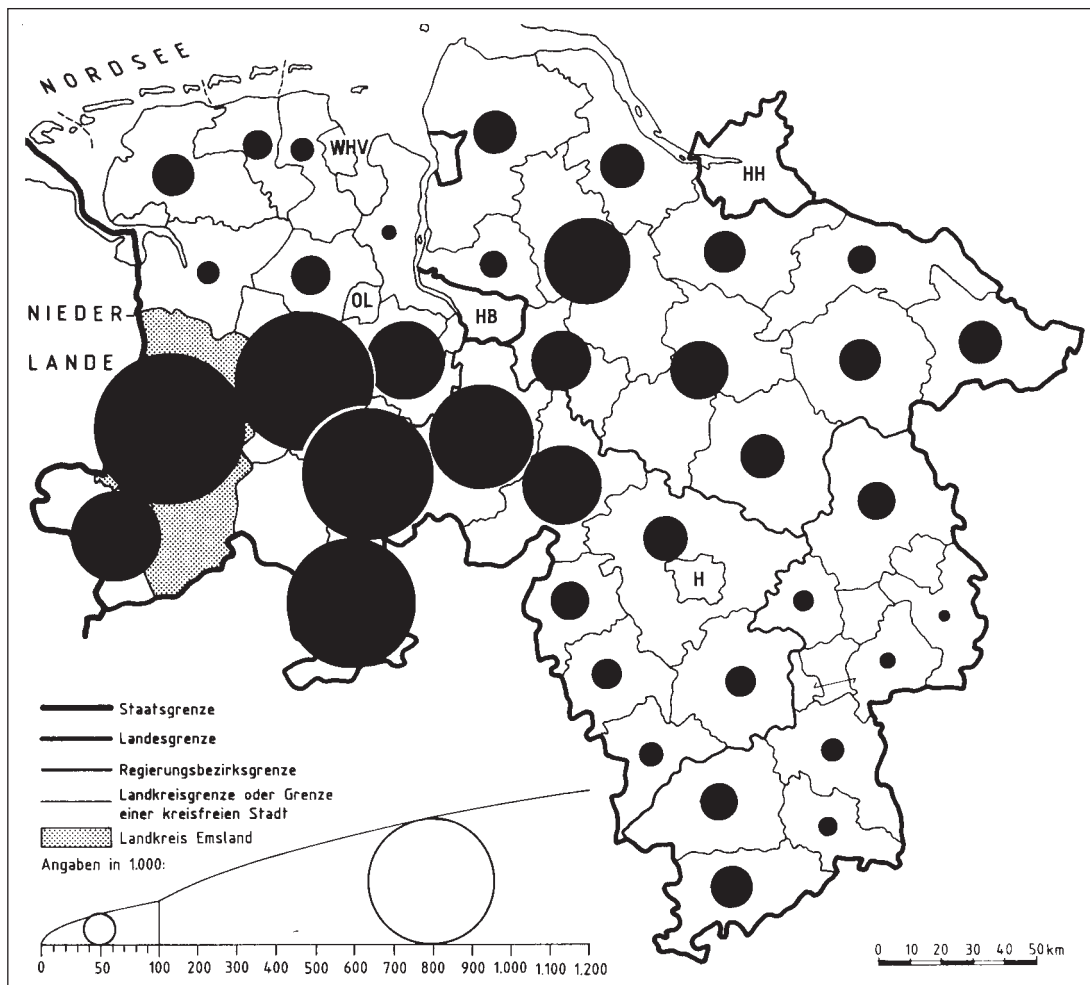 NORDSEE
WHV
HH
OL
HB
NIEDER-
LANDE
H
Staatsgrenze
Landesgrenze
Regierungsbezirksgrenze
Landkreisgrenze oder Grenze
einer kreisfreien Stadt
Landkreis Emsland
Angaben in 1.000:
0 50 100 200 300 400 500 600 700 800 900 1.000 1.100 1.200
0 10 20 30 40 50 km